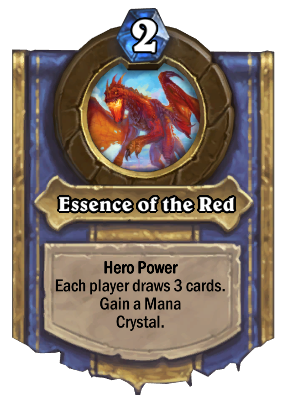 2
Essence of the Red
Hero Power
Each player draws 3 cards.
Gain a Mana
Crystal.